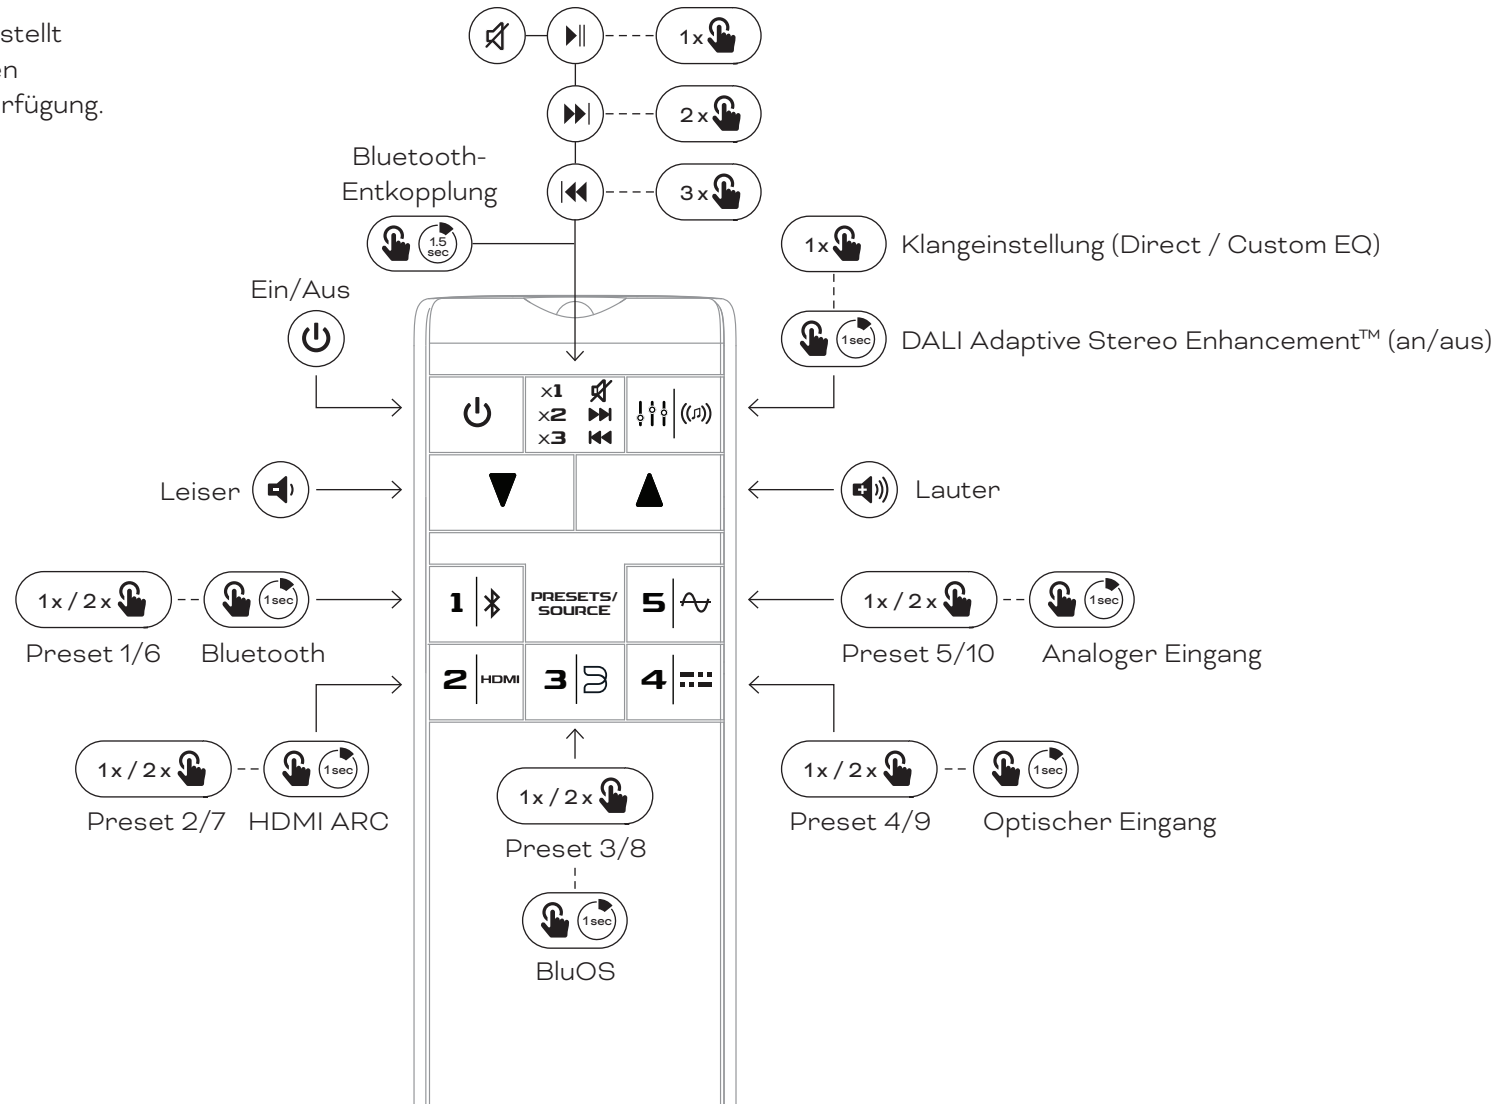 stellt
en
rfügung.
1x
2x
3x
Bluetooth-
Entkopplung
1.5
sec
1x
Klangeinstellung (Direct / Custom EQ)
Ein/Aus
1sec
DALI Adaptive Stereo Enhancement™ (an/aus)
x1
x2
x3
Leiser
Lauter
1x / 2x
1sec
1
PRESETS/
SOURCE
5
1x / 2x
1sec
Preset 1/6
Bluetooth
Preset 5/10
Analoger Eingang
2 HDMI
3
4
1x / 2x
1sec
Preset 2/7
HDMI ARC
1x / 2x
Preset 3/8
1sec
BluOS
1x / 2x
1sec
Preset 4/9
Optischer Eingang